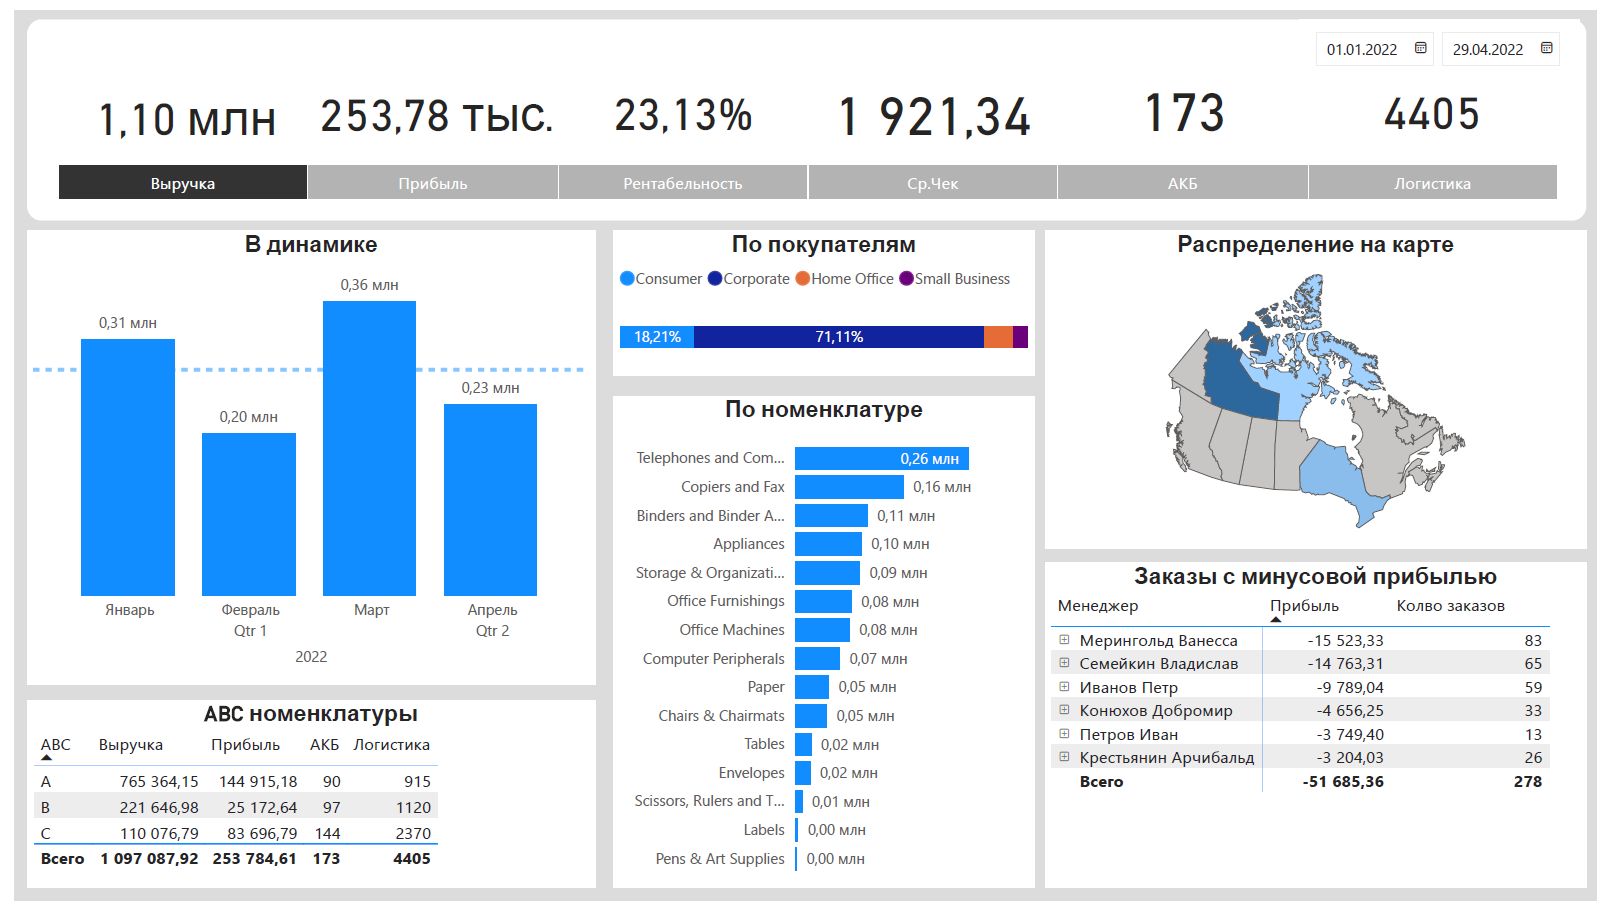 01.01.2022 29.04.2022
1,10 млн 253,78 тыс. 23,13% 1 921,34 173 4405
Выручка Прибыль Рентабельность Ср.Чек АКБ Логистика
В динамике
0,31 млн
0,20 млн
0,36 млн
0,23 млн
Январь Февраль Март Апрель
Qtr 1 Qtr 2
2022
ABC номенклатуры
ABC Выручка Прибыль АКБ Логистика
A 765 364,15 144 915,18 90 915
B 221 646,98 25 172,64 97 1120
C 110 076,79 83 696,79 144 2370
Всего 1 097 087,92 253 784,61 173 4405
По покупателям
Consumer Corporate Home Office Small Business
18,21% 71,11%
По номенклатуре
Telephones and Com... 0,26 млн
Copiers and Fax 0,16 млн
Binders and Binder A... 0,11 млн
Appliances 0,10 млн
Storage & Organizati... 0,09 млн
Office Furnishings 0,08 млн
Office Machines 0,08 млн
Computer Peripherals 0,07 млн
Paper 0,05 млн
Chairs & Chairmats 0,05 млн
Tables 0,02 млн
Envelopes 0,02 млн
Scissors, Rulers and T... 0,01 млн
Labels 0,00 млн
Pens & Art Supplies 0,00 млн
Распределение на карте
Заказы с минусовой прибылью
Менеджер Прибыль Колво заказов
Мерингольд Ванесса -15 523,33 83
Семейкин Владислав -14 763,31 65
Иванов Петр -9 789,04 59
Конюхов Добромир -4 656,25 33
Петров Иван -3 749,40 13
Крестьянин Арчибальд -3 204,03 26
Всего -51 685,36 278